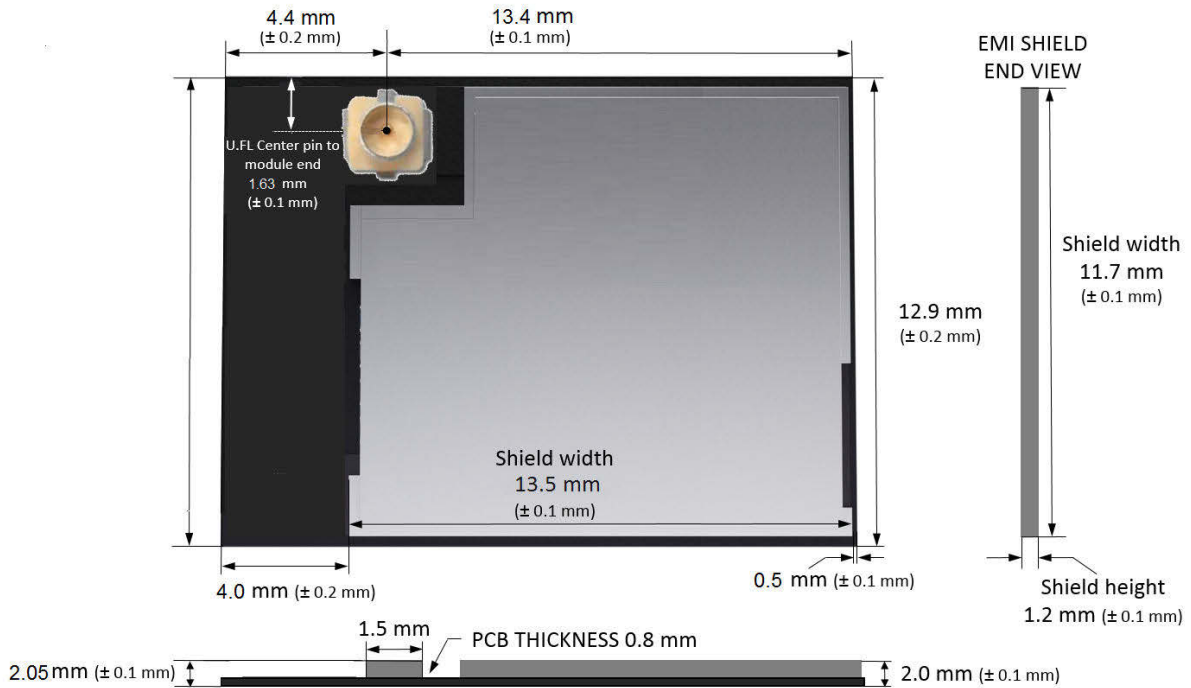 4.4 mm
(± 0.2 mm)
13.4 mm
(± 0.1 mm)
EMI SHIELD
END VIEW
U.FL Center pin to
module end
1.63 mm
(± 0.1 mm)
Shield width
11.7 mm
(± 0.1 mm)
12.9 mm
(± 0.2 mm)
Shield width
13.5 mm
(± 0.1 mm)
4.0 mm (± 0.2 mm)
0.5 mm (± 0.1 mm)
Shield height
1.2 mm (± 0.1 mm)
1.5 mm
PCB THICKNESS 0.8 mm
2.05 mm (± 0.1 mm)
2.0 mm (± 0.1 mm)